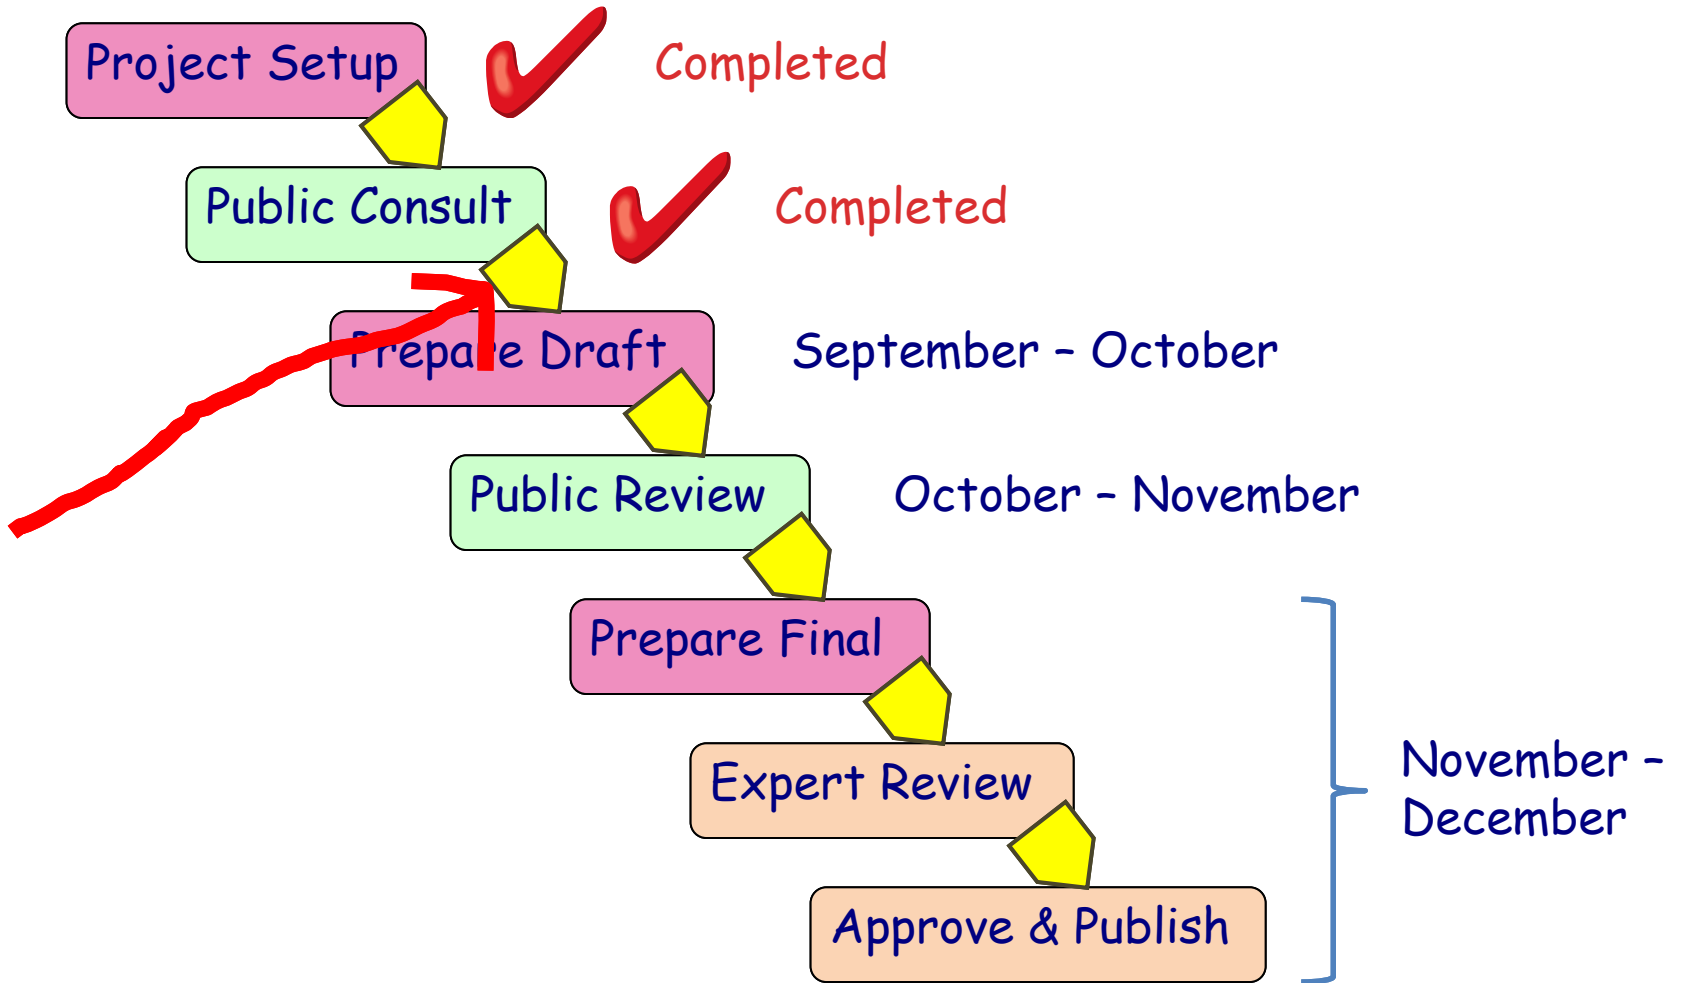 Project Setup
Completed
Public Consult
Completed
Prepare Draft
September – October
Public Review
October – November
Prepare Final
Expert Review
November –
December
Approve & Publish